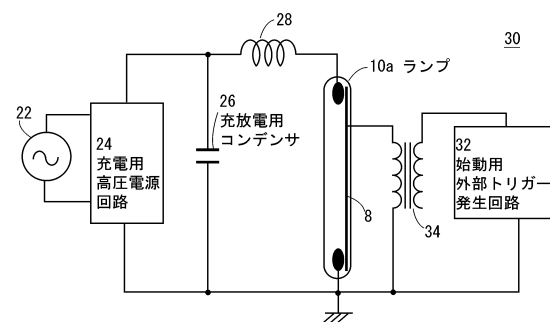 28
30
10a ランプ
22
26
充放電用
コンデンサ
24
充電用
高圧電源
回路
32
始動用
外部トリガー
発生回路
8
34